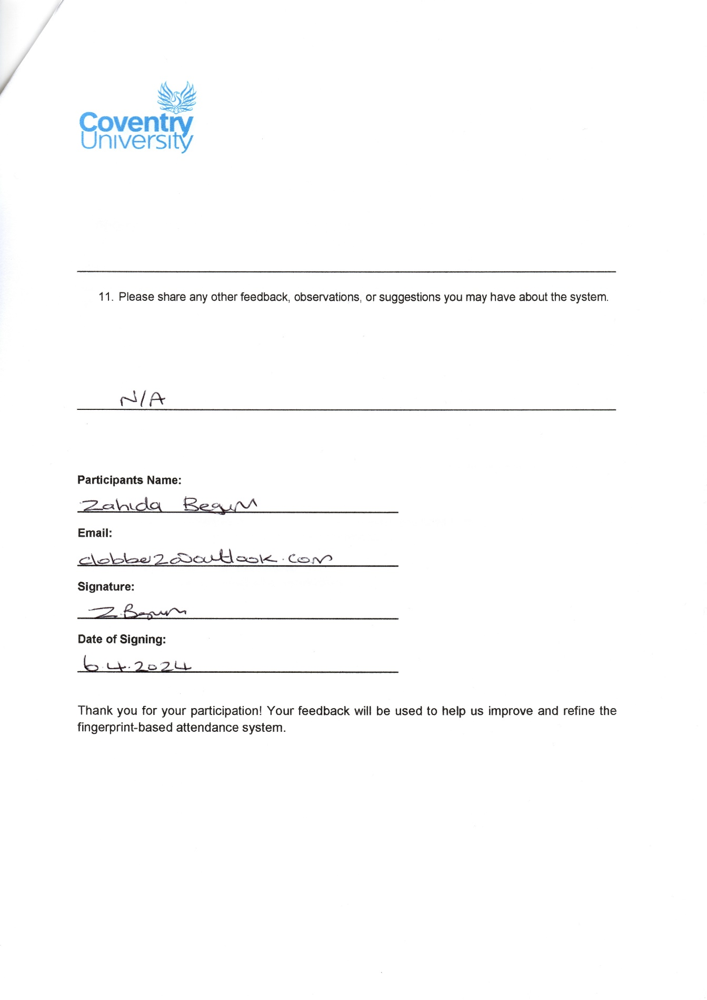 Coventry
University
11. Please share any other feedback, observations, or suggestions you may have about the system.
N/A
Participants Name:
Zahida Begum
Email:
@outlook.com
Signature:
Z.Begum
Date of Signing:
6.4.2024
Thank you for your participation! Your feedback will be used to help us improve and refine the
fingerprint-based attendance system.